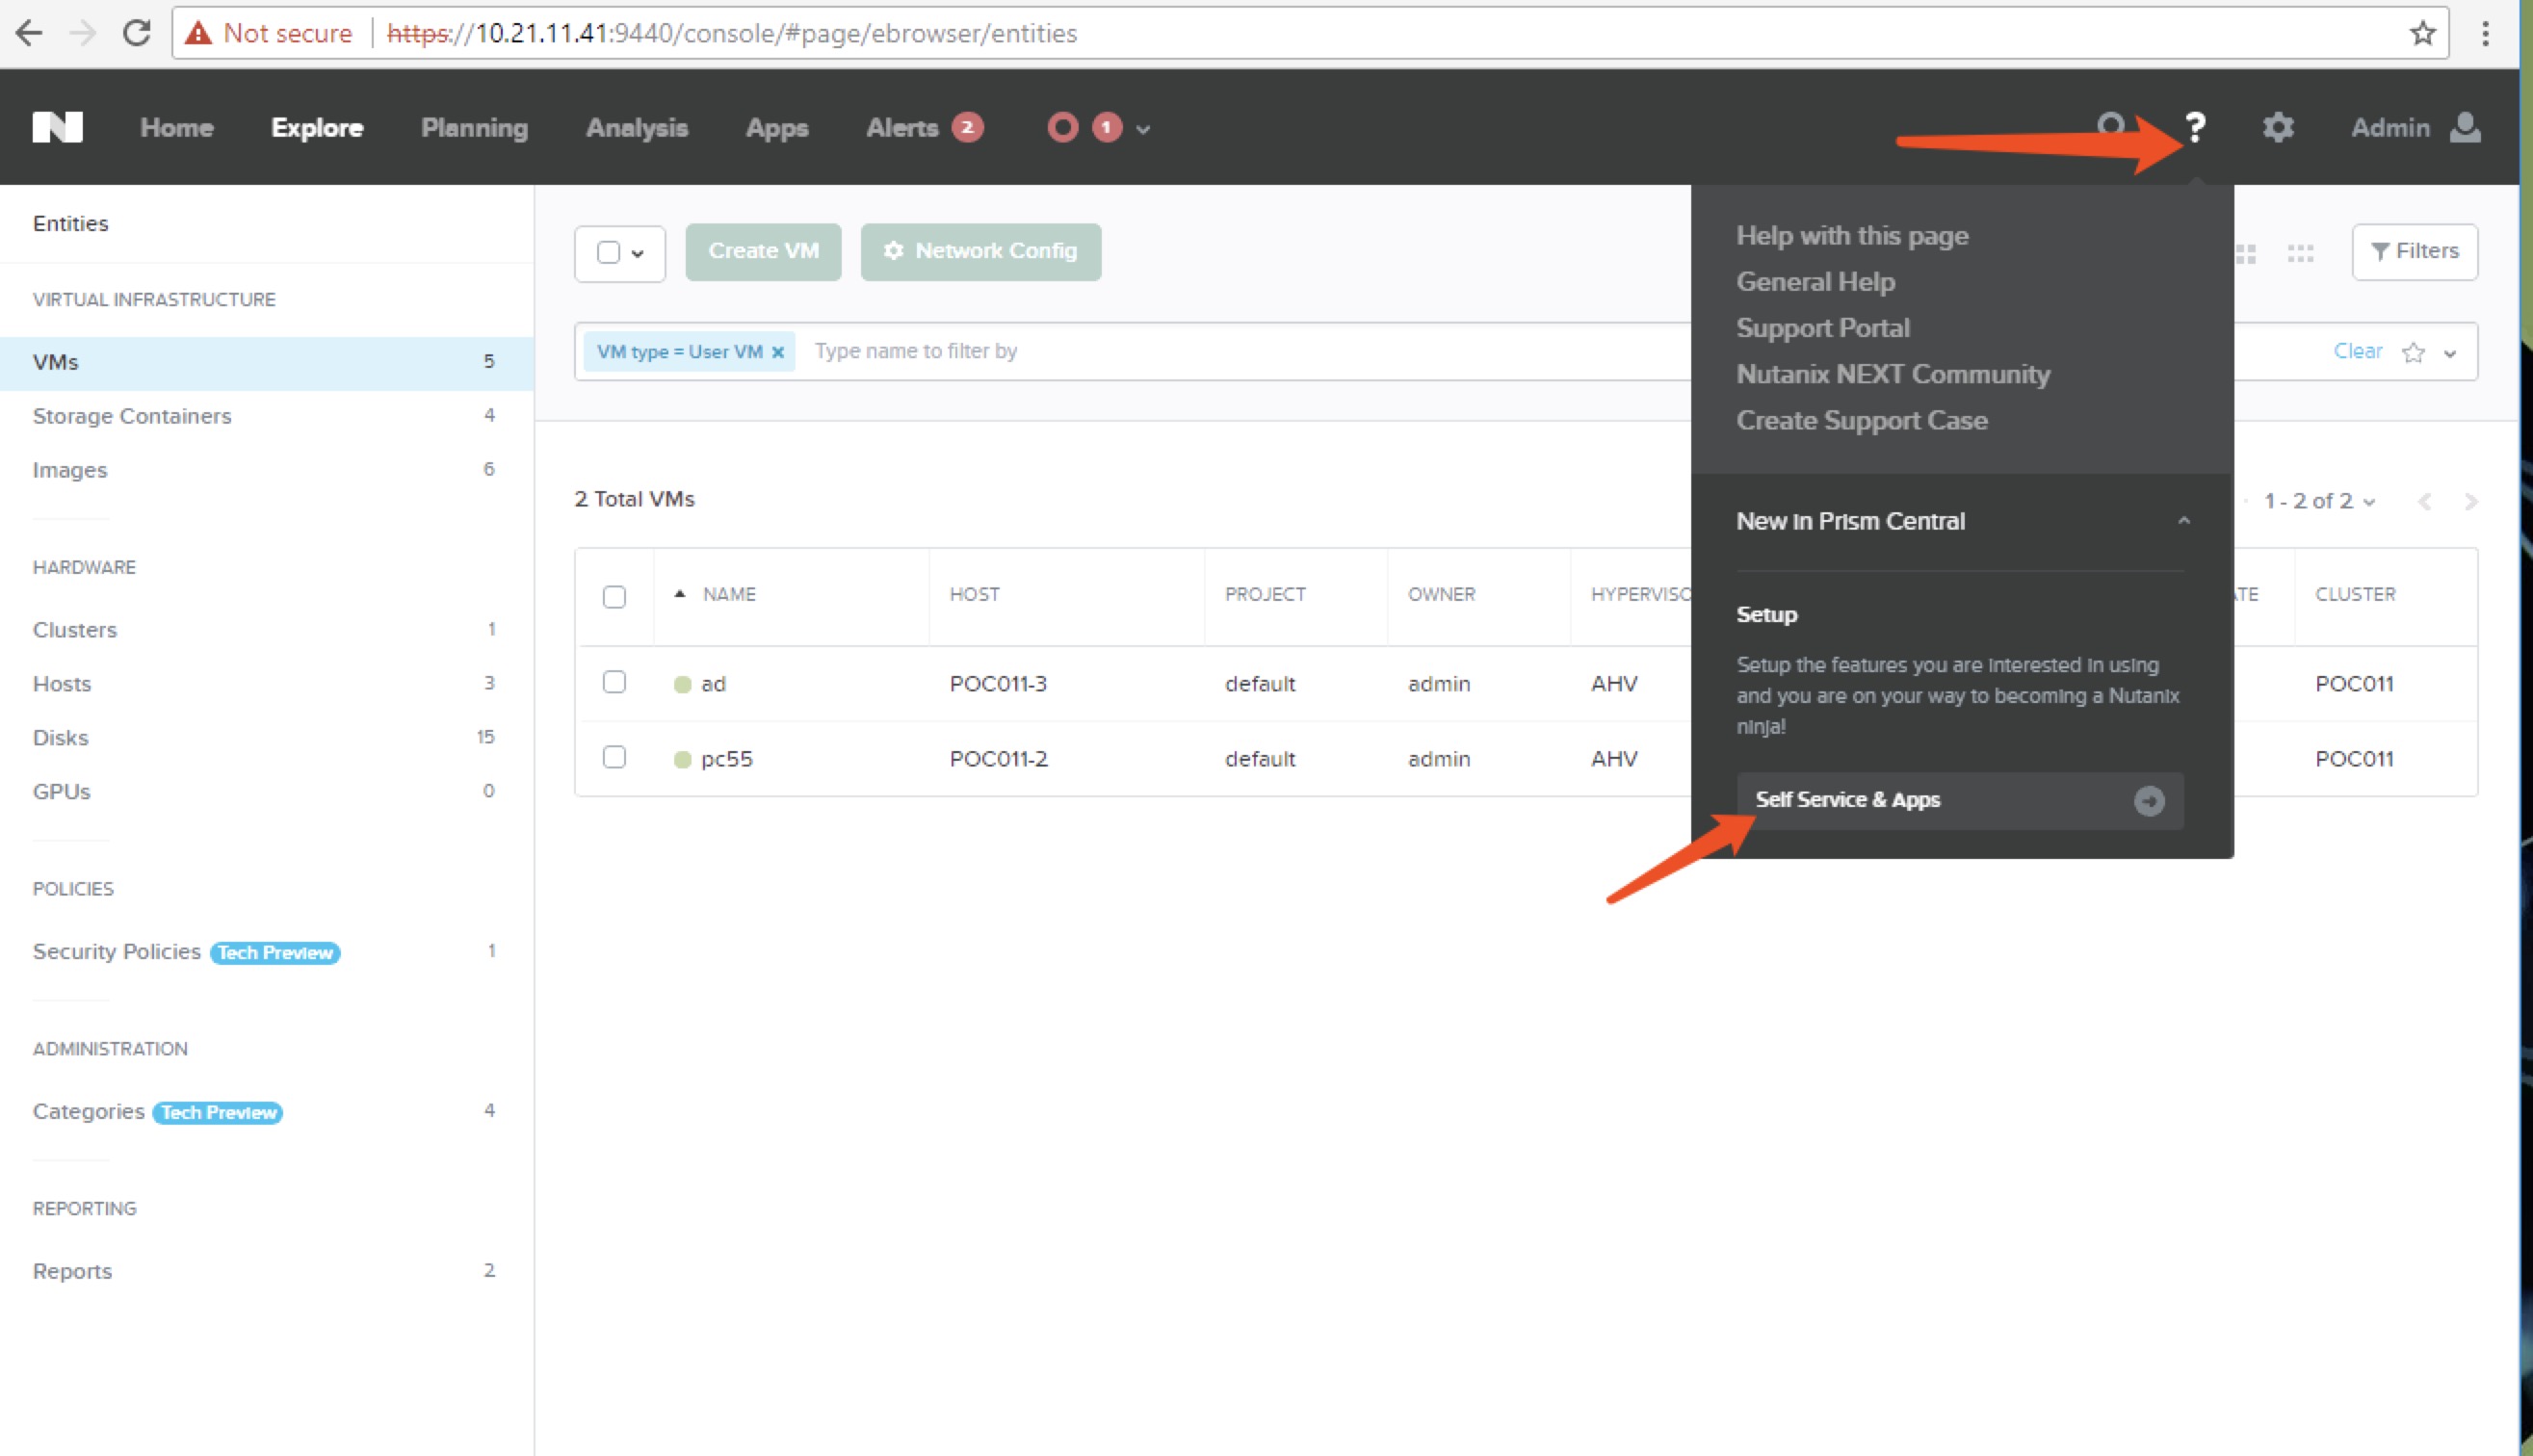 Not secure https://10.21.11.41:9440/console/#page/ebrowser/entities
Home Explore Planning Analysis Apps Alerts 2 1 ? Admin
Entities
VIRTUAL INFRASTRUCTURE
VMs 5
Storage Containers 4
Images 6
HARDWARE
Clusters 1
Hosts 3
Disks 15
GPUs 0
POLICIES
Security Policies Tech Preview 1
ADMINISTRATION
Categories Tech Preview 4
REPORTING
Reports 2
Create VM Network Config Filters
VM type = User VM × Type name to filter by Clear
2 Total VMs 1 - 2 of 2
NAME HOST PROJECT OWNER CLUSTER
ad POC011-3 default admin AHV POC011
pc55 POC011-2 default admin AHV POC011
Help with this page
General Help
Support Portal
Nutanix NEXT Community
Create Support Case
New in Prism Central
Setup
Setup the features you are interested in using
and you are on your way to becoming a Nutanix
ninja!
Self Service & Apps